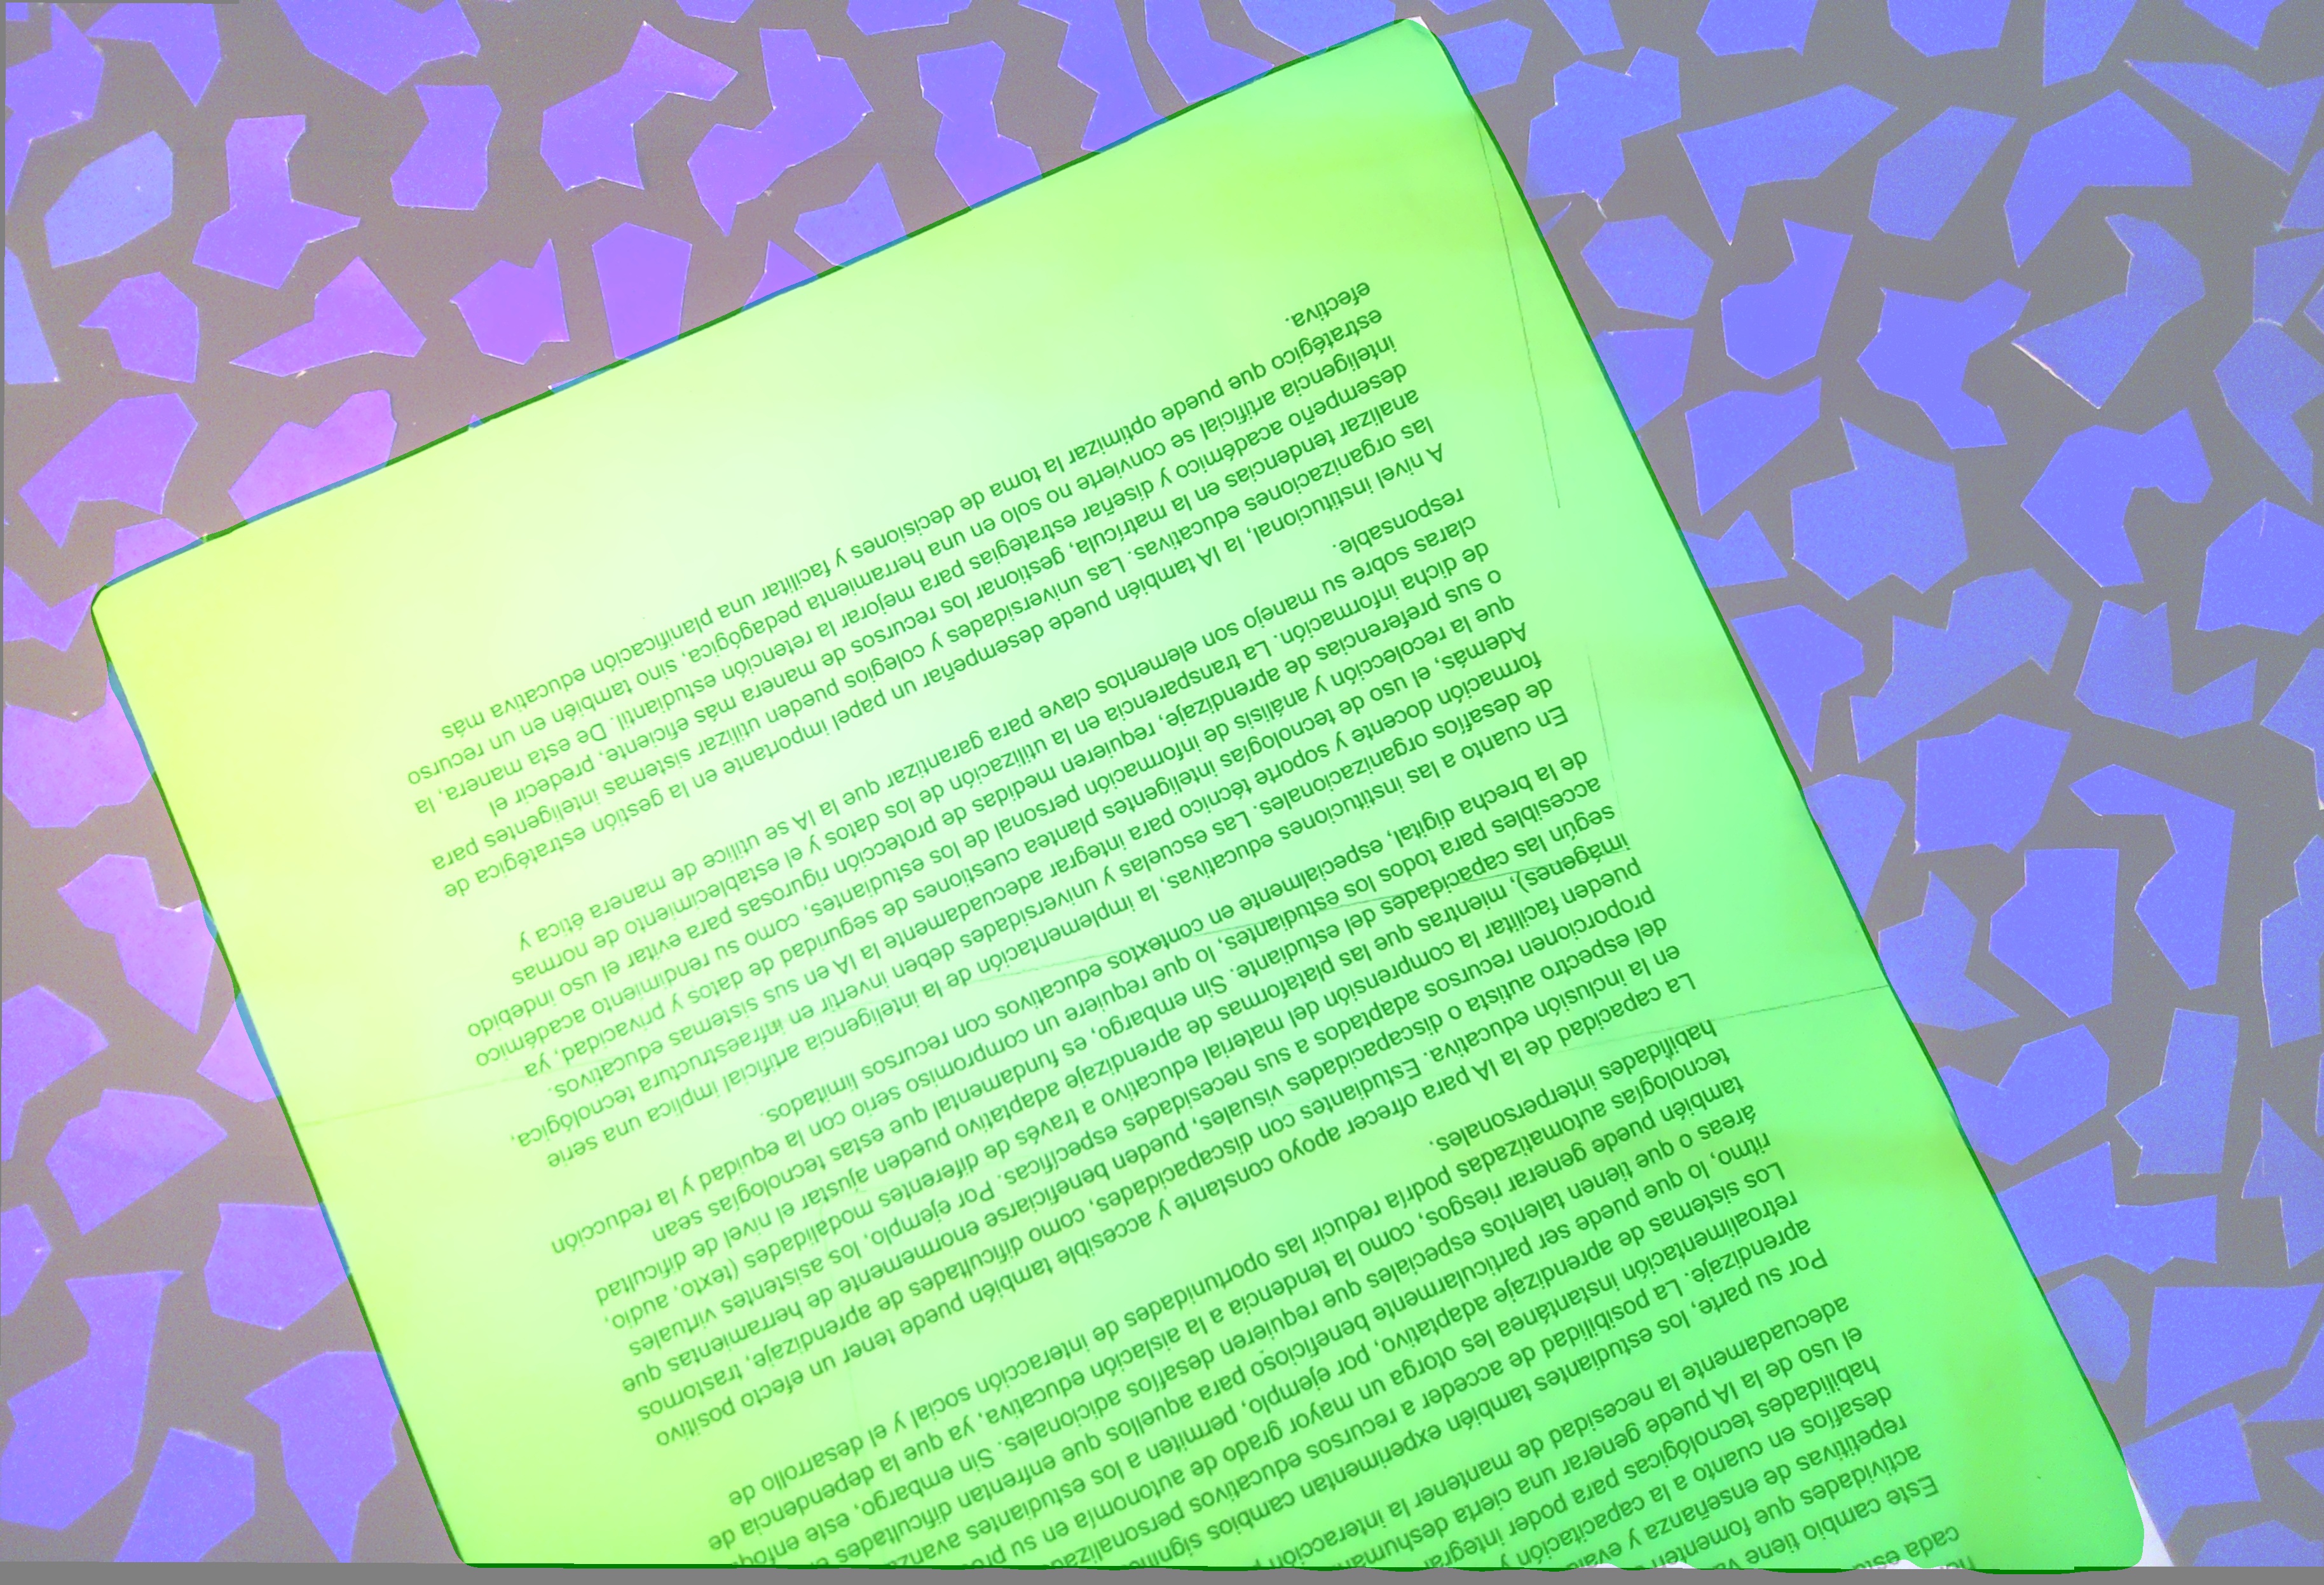 cada
Este cambio tiene
actividades que fomenten
repetitivas de enseñanza y
desafíos en cuanto a la capacitación y
habilidades tecnológicas para poder integrar
el uso de la IA puede generar una cierta
adecuadamente la necesidad de mantener la interacción
Por su parte, los estudiantes también experimentan cambios
aprendizaje. La posibilidad de acceder a recursos educativos
retroalimentación instantánea les otorga un mayor grado de autonomía en su
Los sistemas de aprendizaje adaptativo, por ejemplo, permiten a los estudiantes
ritmo, lo que puede ser particularmente beneficioso para aquellos que enfrentan dificultades
áreas o que tienen talentos especiales que requieren desafíos adicionales. Sin embargo, este
también puede generar riesgos, como la tendencia a la aislación educativa, ya que la dependencia de
tecnologías automatizadas podría reducir las oportunidades de interacción social y el desarrollo de
habilidades interpersonales.
La capacidad de la IA para ofrecer apoyo constante y accesible también puede tener un efecto positivo
en la inclusión educativa. Estudiantes con discapacidades, como dificultades de aprendizaje, trastornos
del espectro autista o discapacidades visuales, pueden beneficiarse enormemente de herramientas que
proporcionen recursos adaptados a sus necesidades específicas. Por ejemplo, los asistentes virtuales
pueden facilitar la comprensión del material educativo a través de diferentes modalidades (texto, audio,
imágenes), mientras que las plataformas de aprendizaje adaptativo pueden ajustar el nivel de dificultad
según las capacidades del estudiante. Sin embargo, es fundamental que estas tecnologías sean
accesibles para todos los estudiantes, lo que requiere un compromiso serio con la equidad y la reducción
de la brecha digital, especialmente en contextos educativos con recursos limitados.
En cuanto a las instituciones educativas, la implementación de la inteligencia artificial implica una serie
de desafíos organizacionales. Las escuelas y universidades deben invertir en infraestructura tecnológica,
formación docente y soporte técnico para integrar adecuadamente la IA en sus sistemas educativos.
Además, el uso de tecnologías inteligentes plantea cuestiones de seguridad de datos y privacidad, ya
que la recolección y análisis de información personal de los estudiantes, como su rendimiento académico
o sus preferencias de aprendizaje, requieren medidas de protección rigurosas para evitar el uso indebido
de dicha información. La transparencia en la utilización de los datos y el establecimiento de normas
claras sobre su manejo son elementos clave para garantizar que la IA se utilice de manera ética y
responsable.
A nivel institucional, la IA también puede desempeñar un papel importante en la gestión estratégica de
las organizaciones educativas. Las universidades y colegios pueden utilizar sistemas inteligentes para
analizar tendencias en la matrícula, gestionar los recursos de manera más eficiente, predecir el
desempeño académico y diseñar estrategias para mejorar la retención estudiantil. De esta manera, la
inteligencia artificial se convierte no solo en una herramienta pedagógica, sino también en un recurso
estratégico que puede optimizar la toma de decisiones y facilitar una planificación educativa más
efectiva.